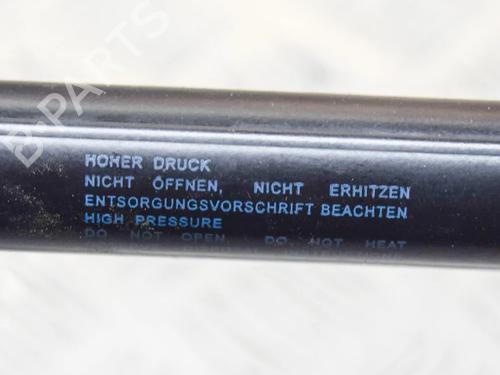 B-PARTS
HOHER DRUCK
NICHT ÖFFNEN, NICHT ERHITZEN
ENTSORGUNGSVORSCHRIFT BEACHTEN
HIGH PRESSURE
DO NOT OPEN, DO NOT HEAT